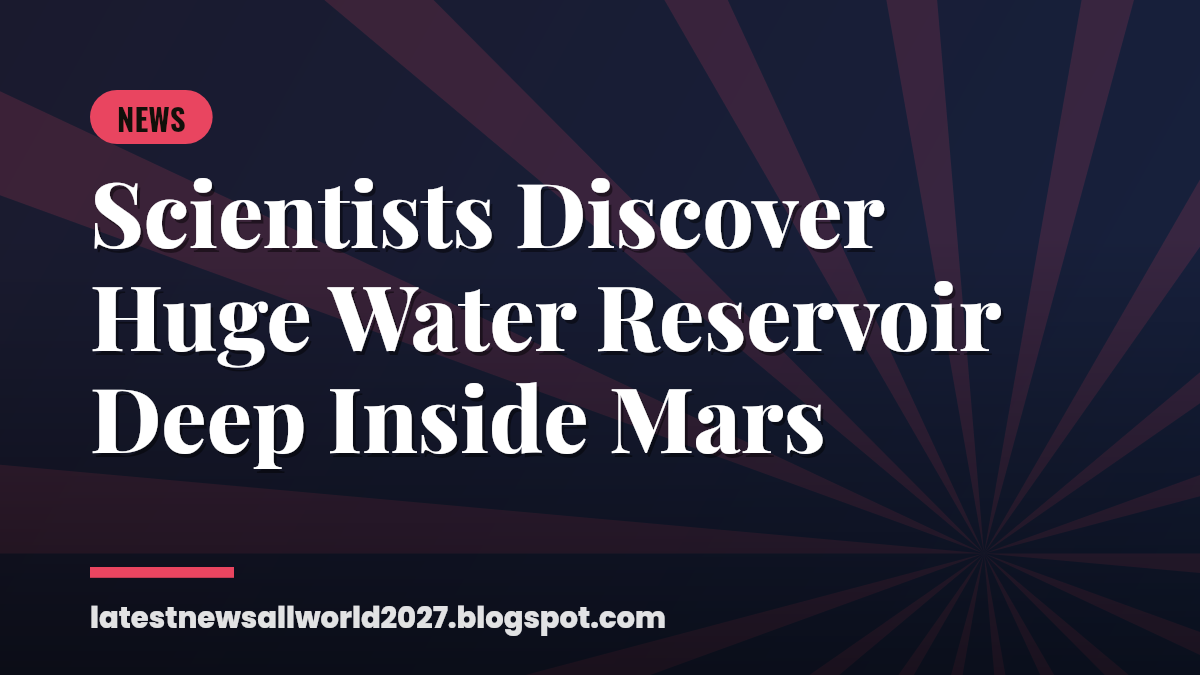 NEWS
Scientists Discover
Huge Water Reservoir
Deep Inside Mars
latestnewsallworld2027.blogspot.com